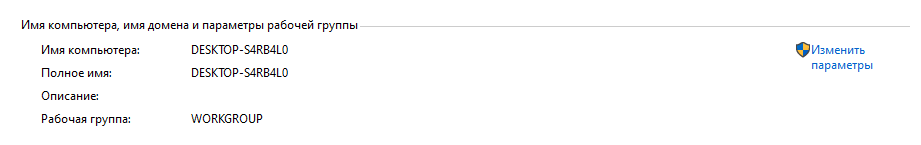 Имя компьютера, имя домена и параметры рабочей группы
Имя компьютера: DESKTOP-S4RB4L0 Изменить параметры
Полное имя: DESKTOP-S4RB4L0
Описание:
Рабочая группа: WORKGROUP